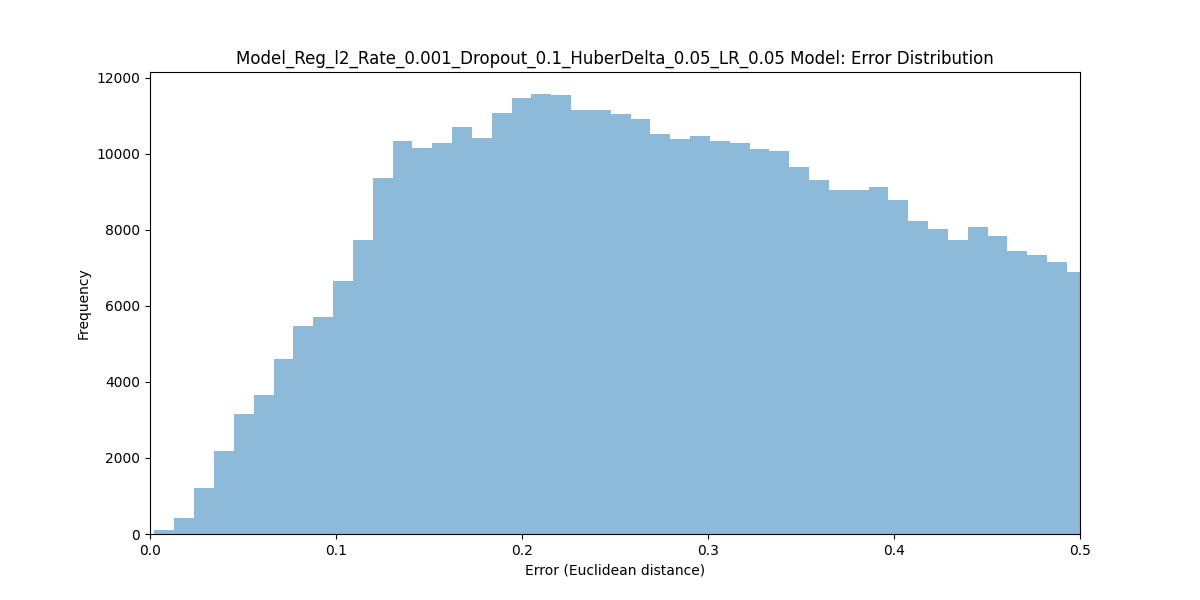 Model_Reg_l2_Rate_0.001_Dropout_0.1_HuberDelta_0.05_LR_0.05 Model: Error Distribution
12000
10000
8000
6000
4000
2000
0
Frequency
0.0 0.1 0.2 0.3 0.4 0.5
Error (Euclidean distance)